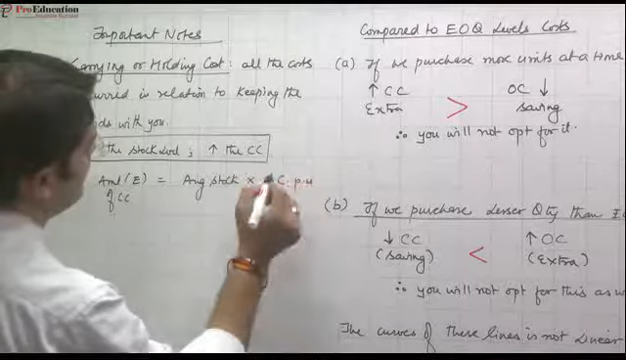 ProEducation
Important Notes
Carrying or Holding Cost: all the costs
urred in relation to keeping the
ds with you.
the stock level; ↑ the CC
Amt (E) = Avg stock × C. p.u
of CC
Compared to EOQ Levels Costs
(a) If we purchase more units at a time
↑ CC > OC ↓
Extra saving
∴ you will not opt for it.
(b) If we purchase Lesser Qty than E
↓ CC < ↑ OC
(saving) (Extra)
∴ you will not opt for this as w
The curves of these lines is not Linear